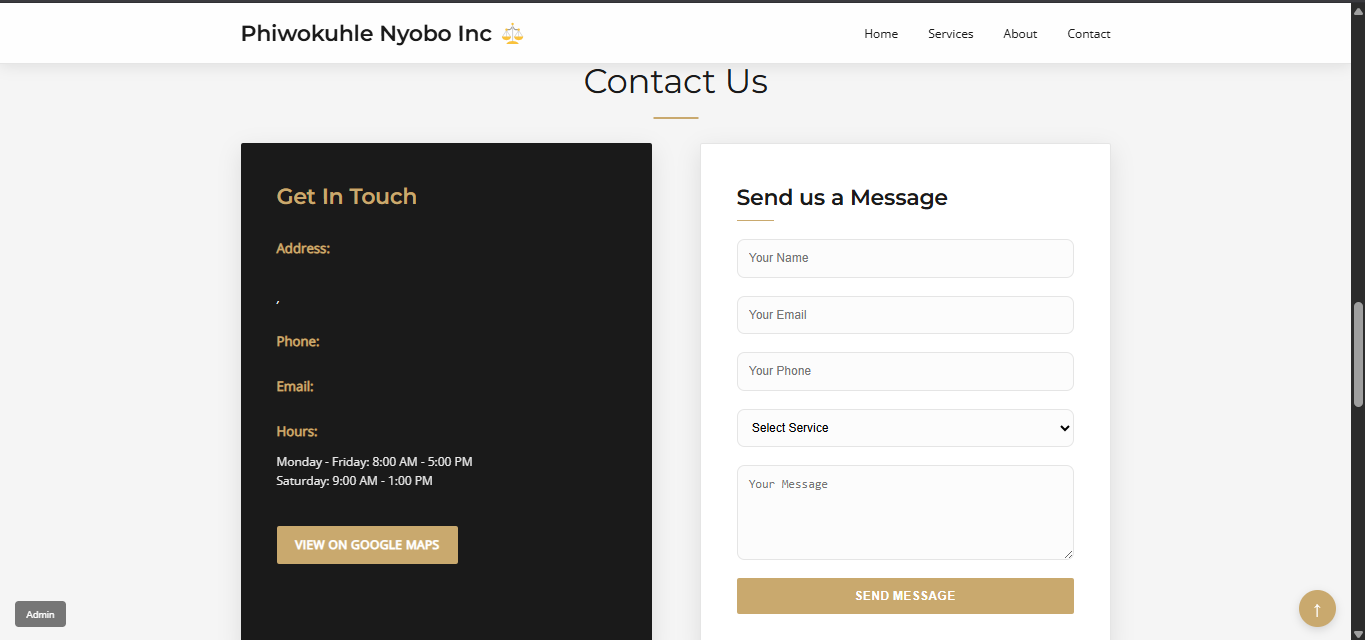 Phiwokuhle Nyobo Inc
Home Services About Contact
Contact Us
Get In Touch
Address:
,
Phone:
Email:
Hours:
Monday - Friday: 8:00 AM - 5:00 PM
Saturday: 9:00 AM - 1:00 PM
VIEW ON GOOGLE MAPS
Send us a Message
Your Name
Your Email
Your Phone
Select Service
Your Message
SEND MESSAGE
Admin
↑